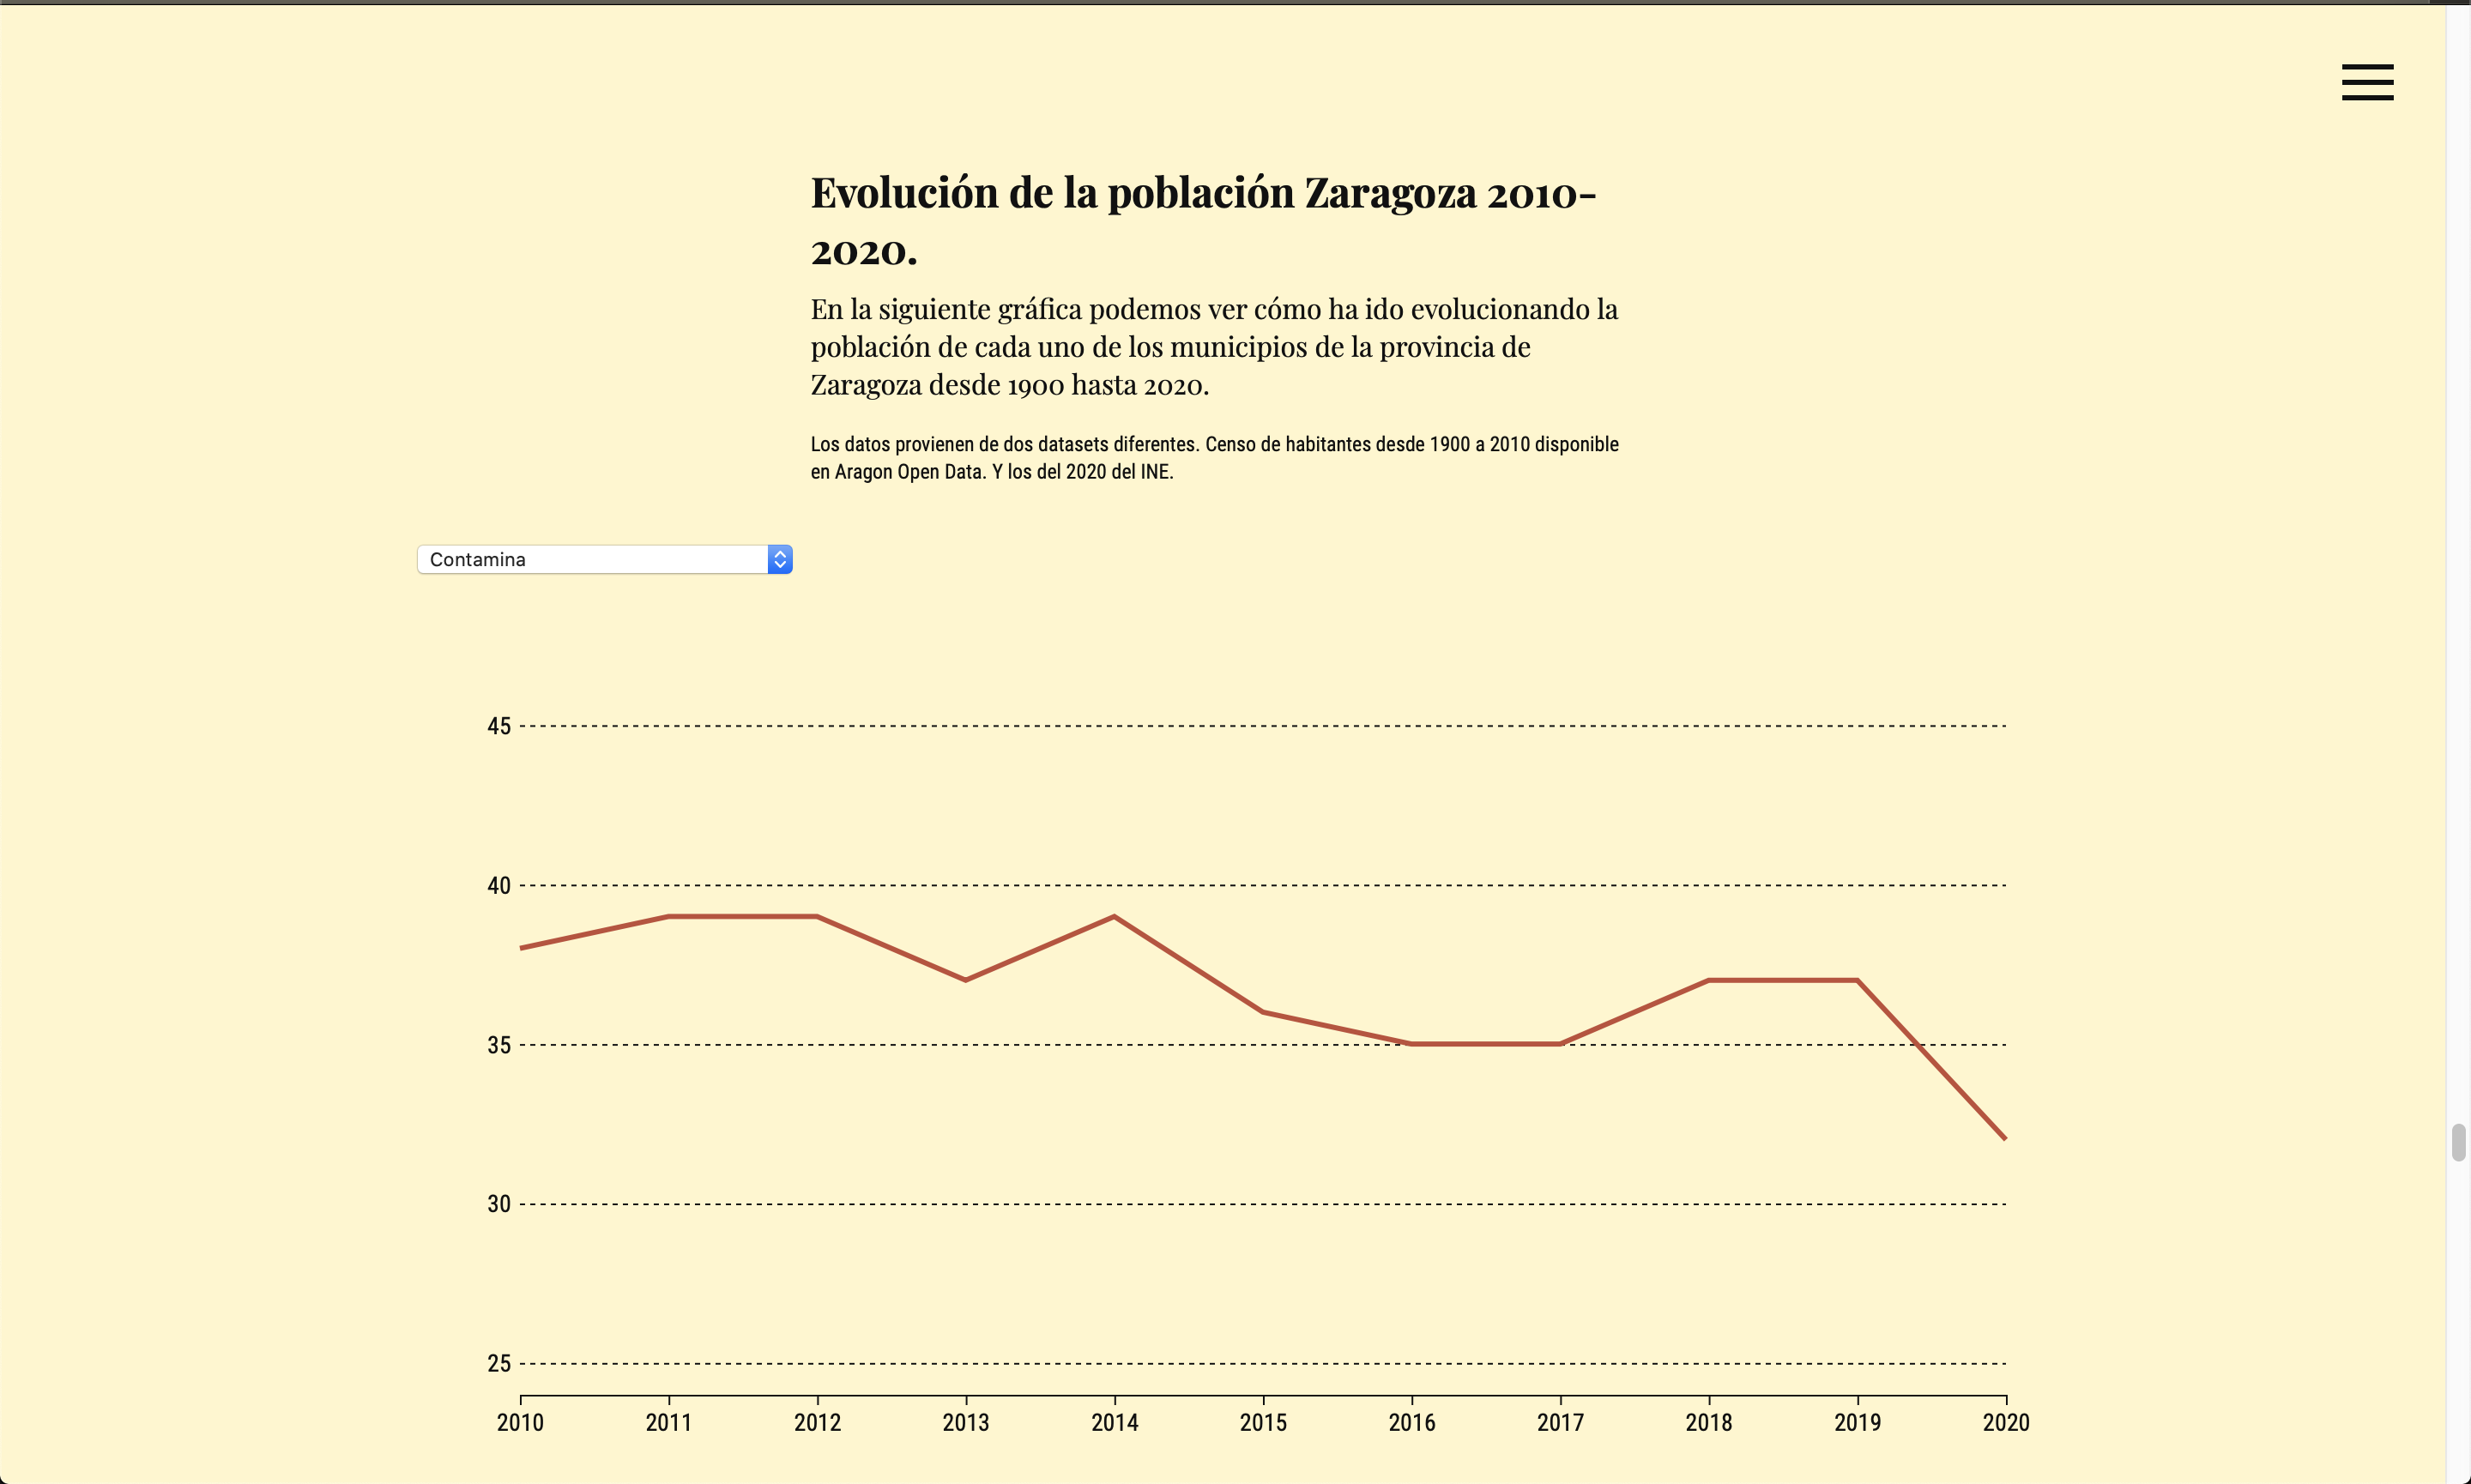 Evolución de la población Zaragoza 2010-
2020.
En la siguiente gráfica podemos ver cómo ha ido evolucionando la
población de cada uno de los municipios de la provincia de
Zaragoza desde 1900 hasta 2020.
Los datos provienen de dos datasets diferentes. Censo de habitantes desde 1900 a 2010 disponible
en Aragon Open Data. Y los del 2020 del INE.
Contamina
45
40
35
30
25
2010 2011 2012 2013 2014 2015 2016 2017 2018 2019 2020